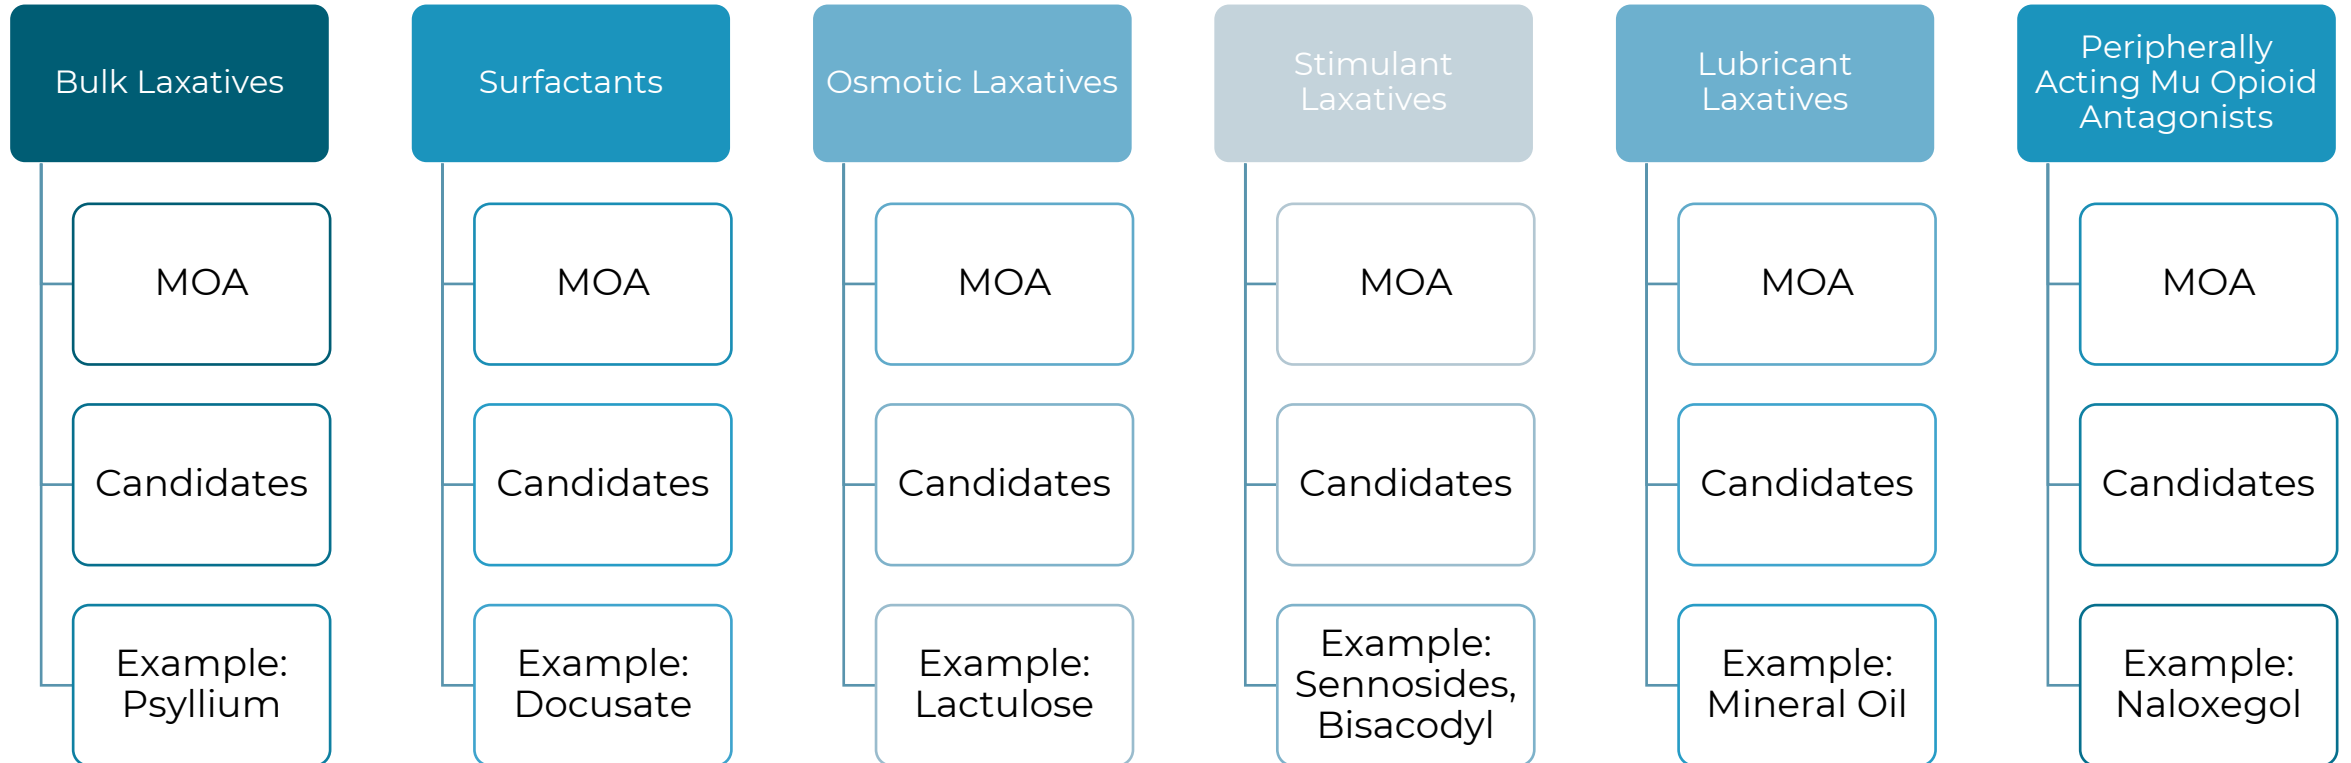 Bulk Laxatives
MOA
Candidates
Example:
Psyllium
Surfactants
MOA
Candidates
Example:
Docusate
Osmotic Laxatives
MOA
Candidates
Example:
Lactulose
Stimulant
Laxatives
MOA
Candidates
Example:
Sennosides,
Bisacodyl
Lubricant
Laxatives
MOA
Candidates
Example:
Mineral Oil
Peripherally
Acting Mu Opioid
Antagonists
MOA
Candidates
Example:
Naloxegol